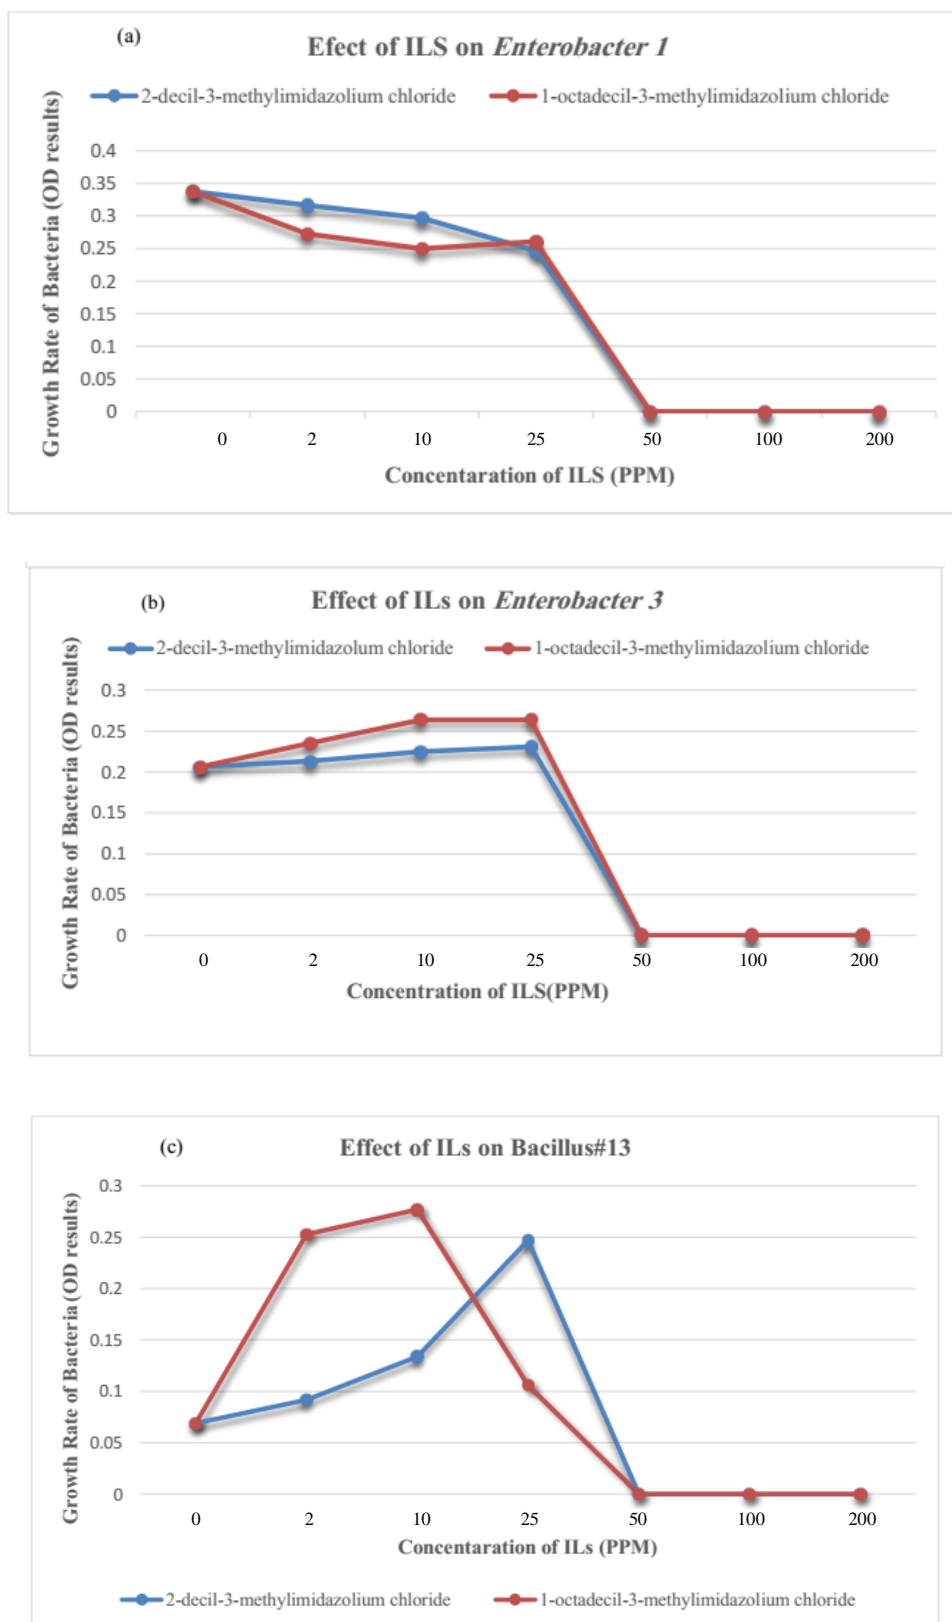 (a)
Efect of ILS on Enterobacter 1
2-decil-3-methylimidazolium chloride 1-octadecil-3-methylimidazolium chloride
Growth Rate of Bacteria (OD results)
0.4
0.35
0.3
0.25
0.2
0.15
0.1
0.05
0
0 2 10 25 50 100 200
Concentaration of ILS (PPM)
(b)
Effect of ILs on Enterobacter 3
2-decil-3-methylimidazolum chloride 1-octadecil-3-methylimidazolium chloride
Growth Rate of Bacteria (OD results)
0.3
0.25
0.2
0.15
0.1
0.05
0
0 2 10 25 50 100 200
Concentration of ILS(PPM)
(c)
Effect of ILs on Bacillus#13
Growth Rate of Bacteria (OD results)
0.3
0.25
0.2
0.15
0.1
0.05
0
0 2 10 25 50 100 200
Concentaration of ILs (PPM)
2-decil-3-methylimidazolium chloride 1-octadecil-3-methylimidazolium chloride